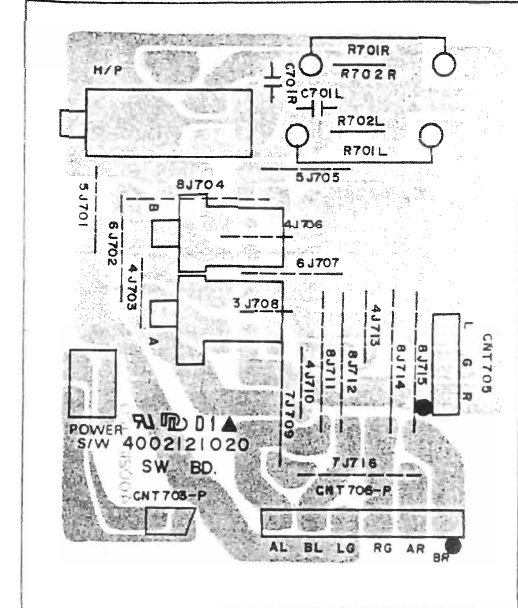 R701R
H/P
R702R
C701R
C701L
R702L
R701L
5J705
5J701
8J704
B
6J702
4J706
6J707
4J703
3J708
A
4J713
L
G
R
CNT705
4J710
8J711
8J712
8J714
8J715
7J709
POWER
S/W
4002121020
SW BD.
7J716
CNT703-P
CNT706-P
AL BL LG RG AR BR